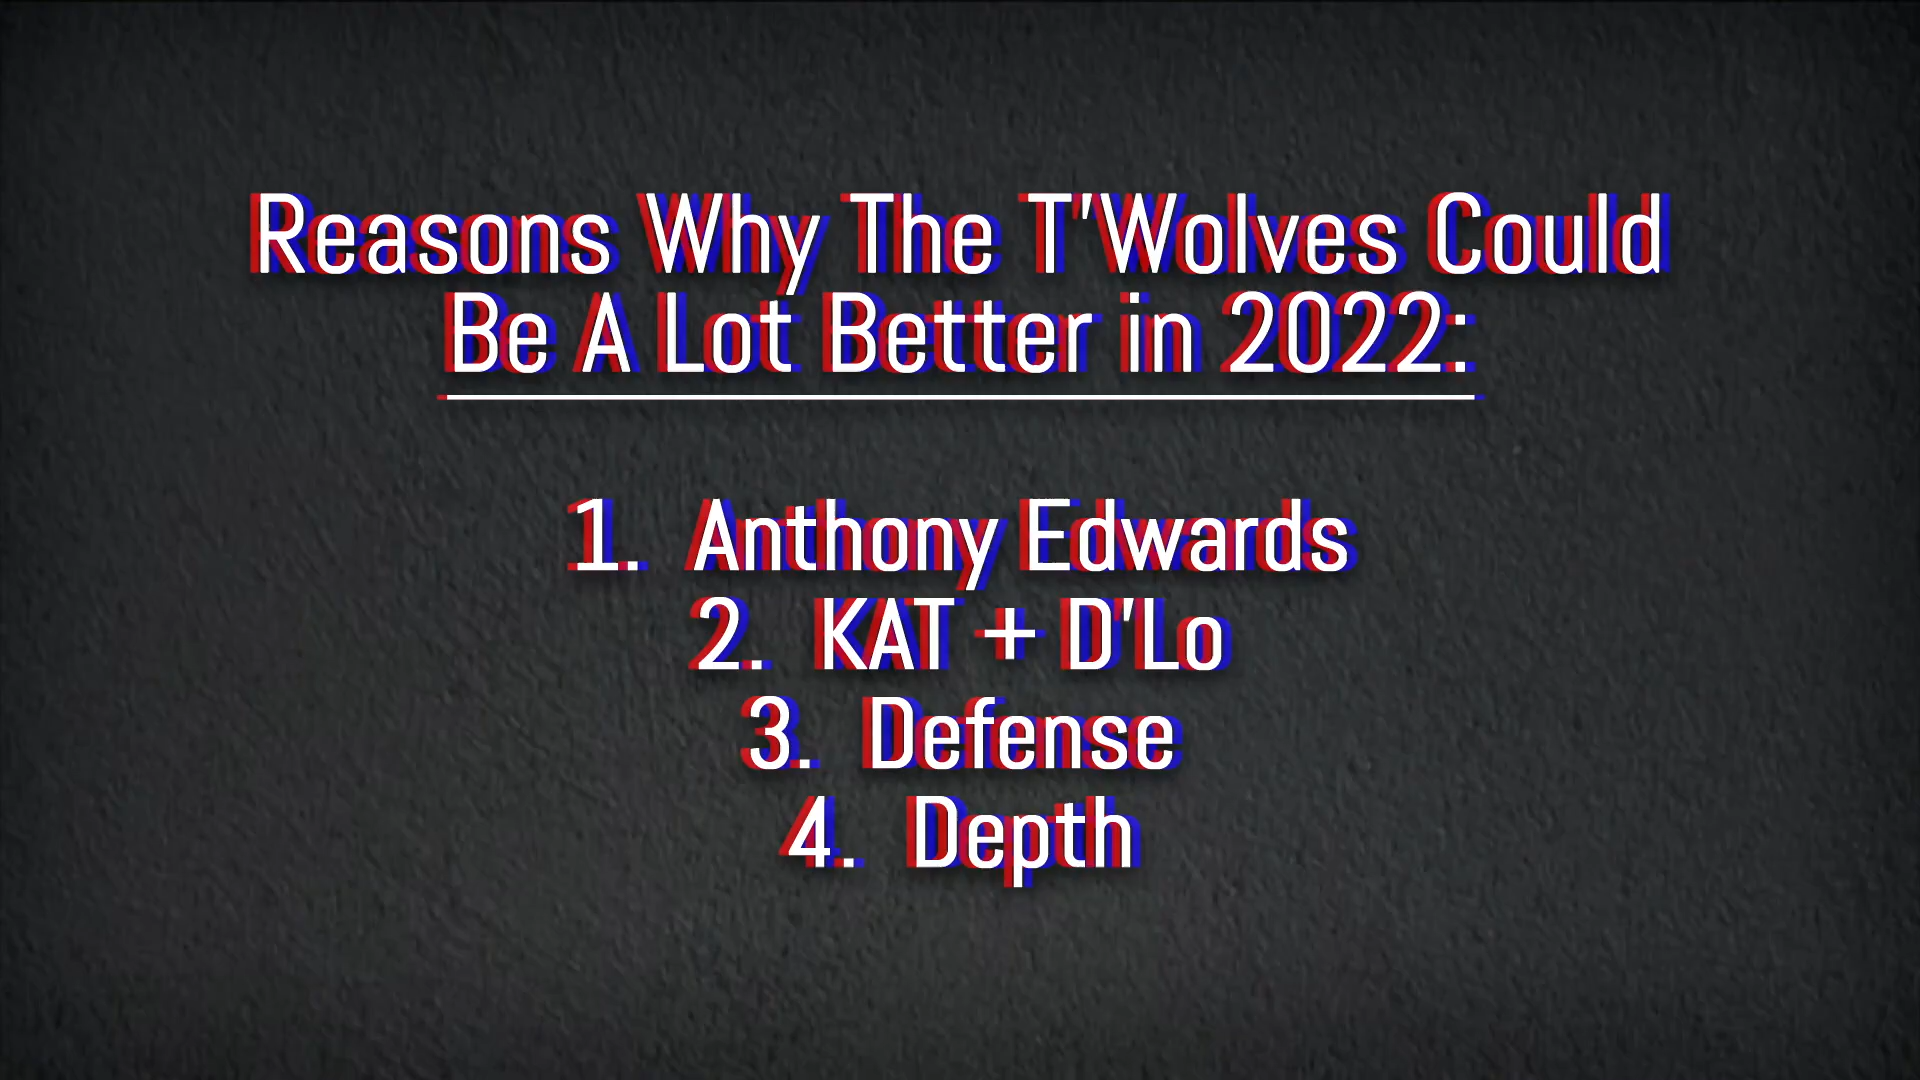 Reasons Why The T'Wolves Could
Be A Lot Better in 2022:
1. Anthony Edwards
2. KAT + D'Lo
3. Defense
4. Depth